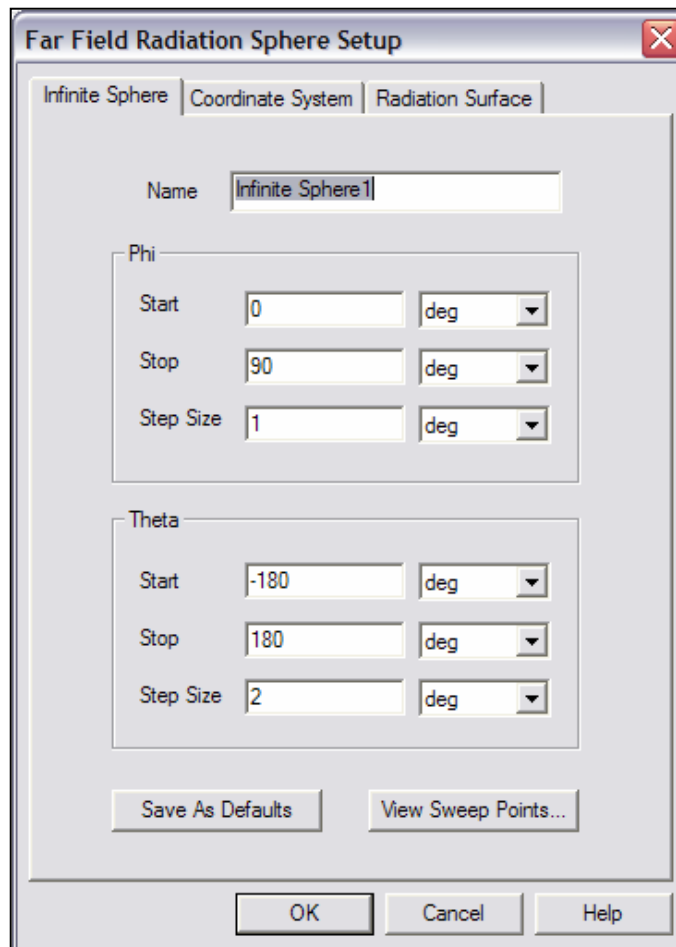 Far Field Radiation Sphere Setup
Infinite Sphere Coordinate System Radiation Surface
Name Infinite Sphere1
Phi
Start 0 deg
Stop 90 deg
Step Size 1 deg
Theta
Start -180 deg
Stop 180 deg
Step Size 2 deg
Save As Defaults View Sweep Points...
OK Cancel Help